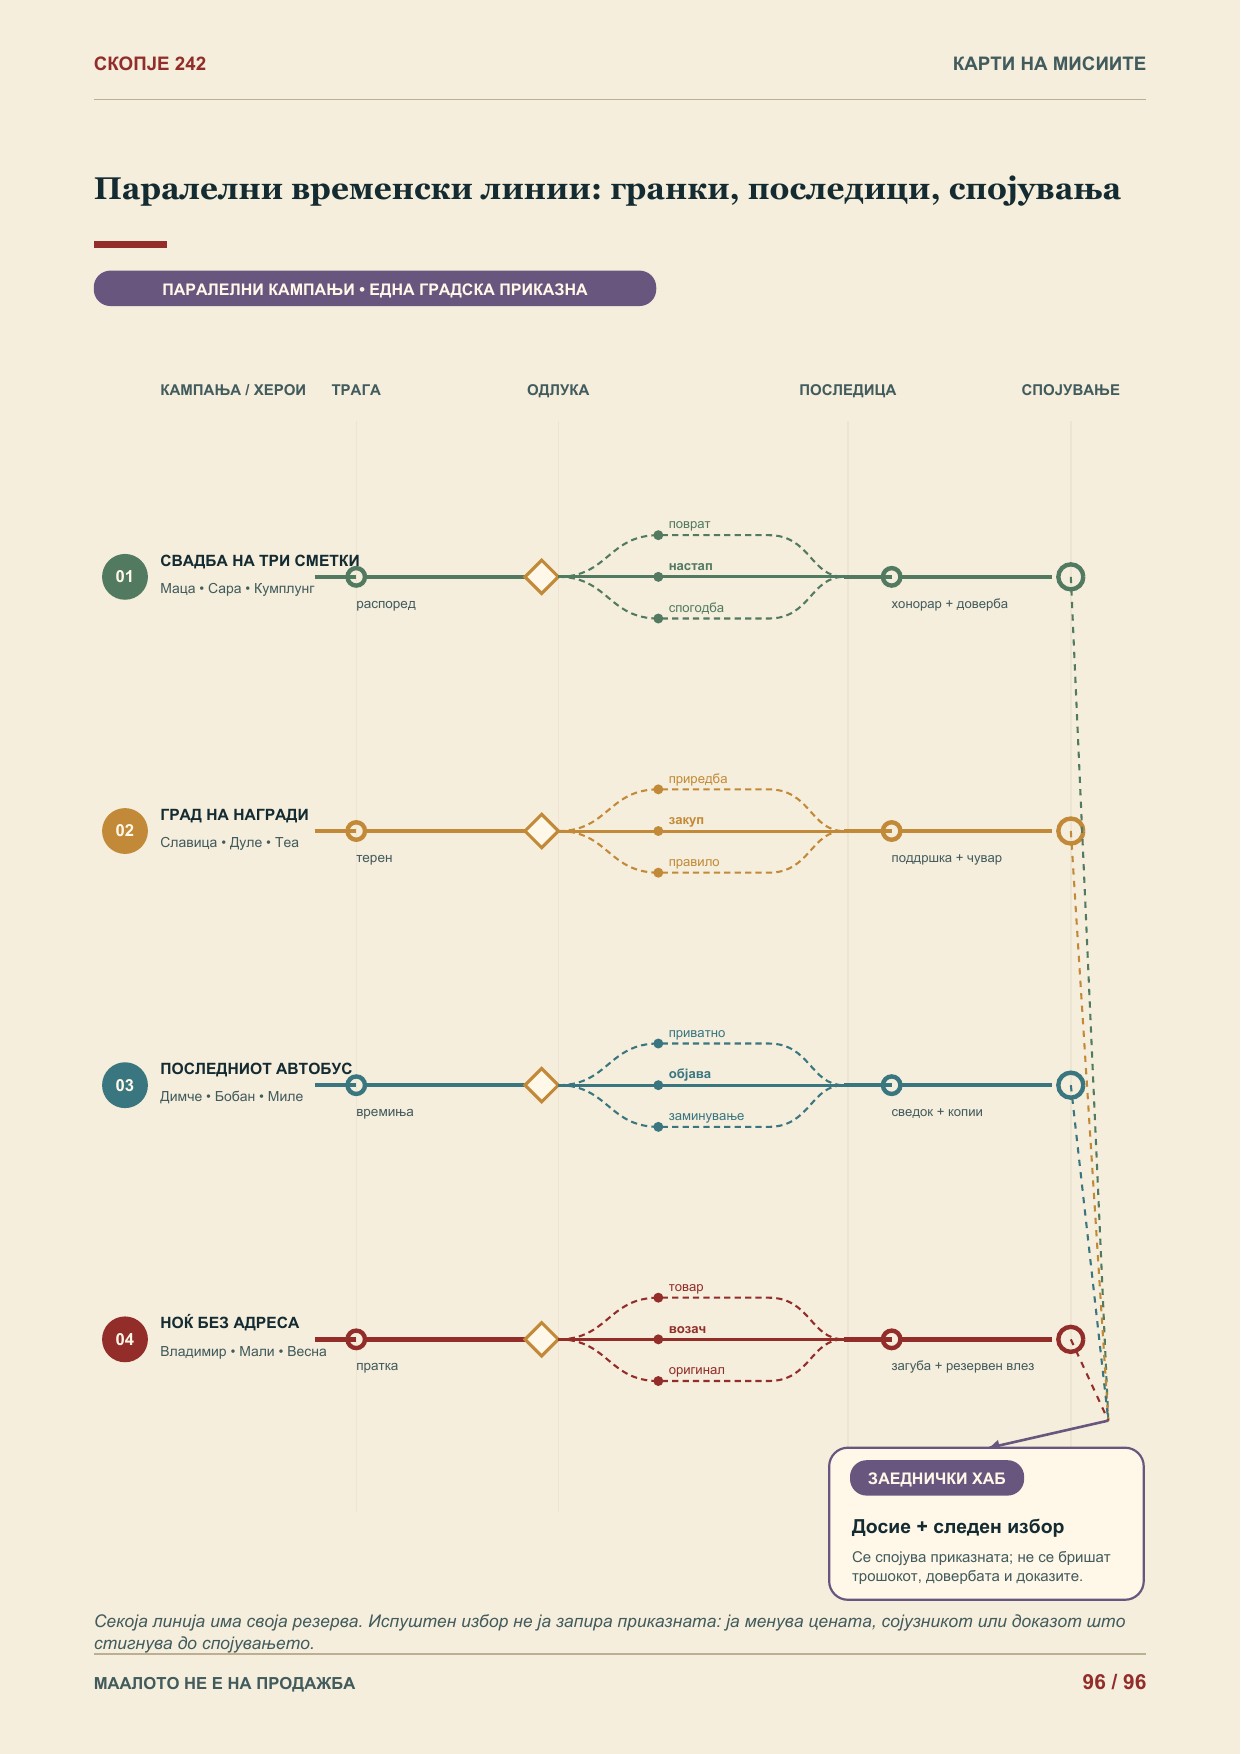 СКОПЈЕ 242
КАРТИ НА МИСИИТЕ
Паралелни временски линии: гранки, последици, спојувања
ПАРАЛЕЛНИ КАМПАЊИ • ЕДНА ГРАДСКА ПРИКАЗНА
КАМПАЊА / ХЕРОИ ТРАГА ОДЛУКА ПОСЛЕДИЦА СПОЈУВАЊЕ
01
СВАДБА НА ТРИ СМЕТКИ
Маца • Сара • Кумплунг
распоред
поврат
настап
спогодба
хонорар + доверба
02
ГРАД НА НАГРАДИ
Славица • Дуле • Теа
терен
приредба
закуп
правило
поддршка + чувар
03
ПОСЛЕДНИОТ АВТОБУС
Димче • Бобан • Миле
времиња
приватно
објава
заминување
сведок + копии
04
НОЌ БЕЗ АДРЕСА
Владимир • Мали • Весна
пратка
товар
возач
оригинал
загуба + резервен влез
ЗАЕДНИЧКИ ХАБ
Досие + следен избор
Се спојува приказната; не се бришат
трошокот, довербата и доказите.
Секоја линија има своја резерва. Испуштен избор не ја запира приказната: ја менува цената, сојузникот или доказот што
стигнува до спојувањето.
МААЛОТО НЕ Е НА ПРОДАЖБА
96 / 96